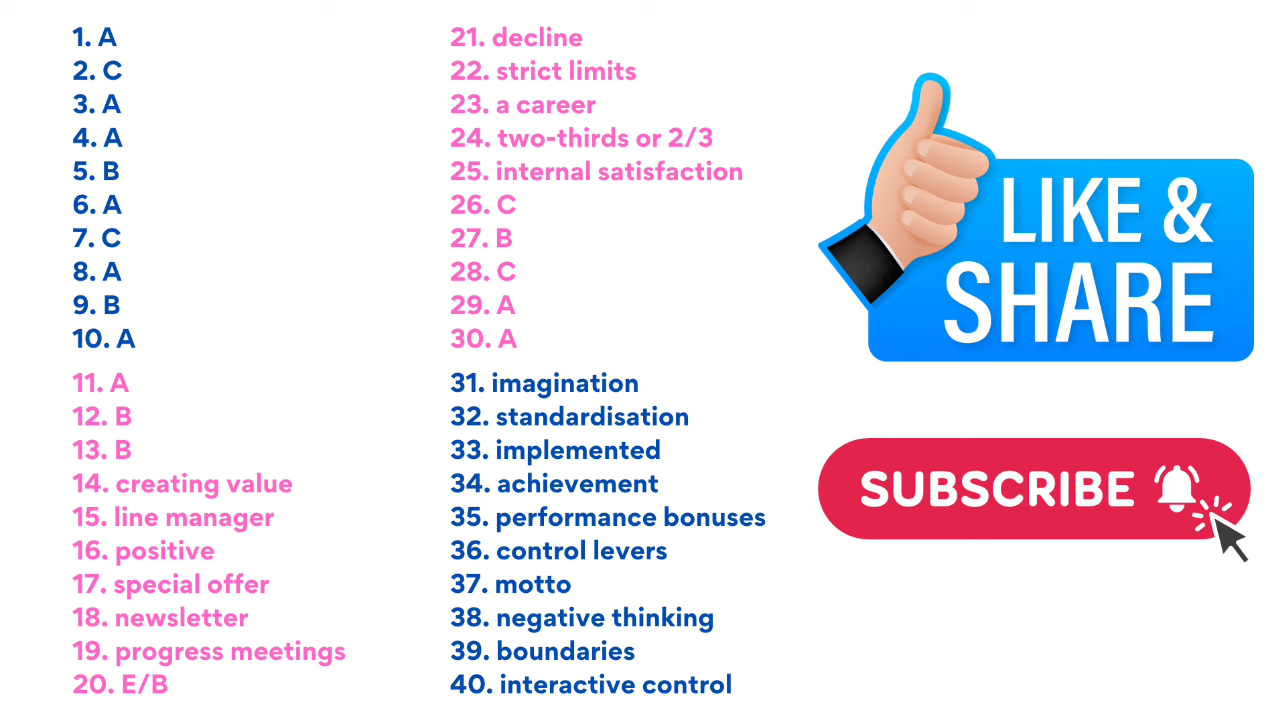 1. A
2. C
3. A
4. A
5. B
6. A
7. C
8. A
9. B
10. A
11. A
12. B
13. B
14. creating value
15. line manager
16. positive
17. special offer
18. newsletter
19. progress meetings
20. E/B
21. decline
22. strict limits
23. a career
24. two-thirds or 2/3
25. internal satisfaction
26. C
27. B
28. C
29. A
30. A
31. imagination
32. standardisation
33. implemented
34. achievement
35. performance bonuses
36. control levers
37. motto
38. negative thinking
39. boundaries
40. interactive control
LIKE &
SHARE
SUBSCRIBE